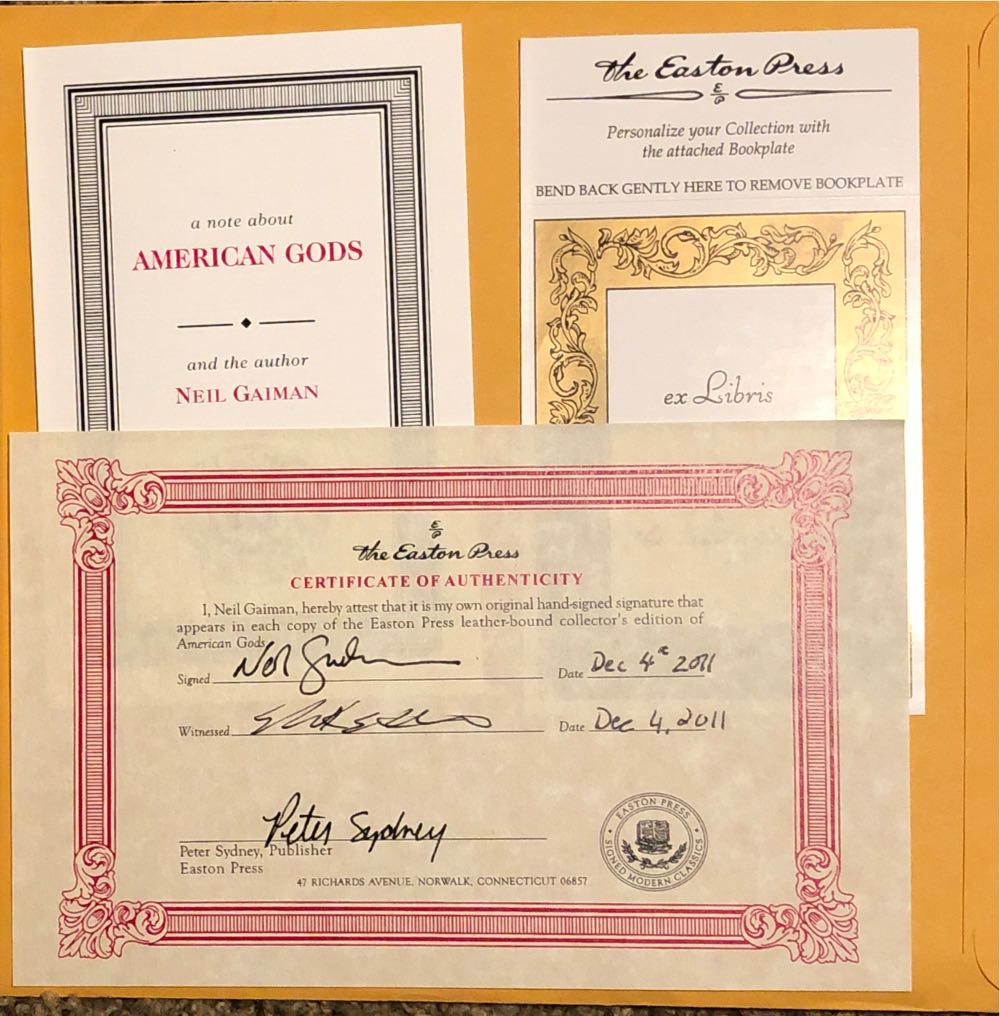 a note about
AMERICAN GODS
and the author
NEIL GAIMAN
the Easton Press
E
P
Personalize your Collection with
the attached Bookplate
BEND BACK GENTLY HERE TO REMOVE BOOKPLATE
ex Libris
E
P
the Easton Press
CERTIFICATE OF AUTHENTICITY
I, Neil Gaiman, hereby attest that it is my own original hand-signed signature that
appears in each copy of the Easton Press leather-bound collector's edition of
American Gods.
Signed Date Dec 4th 2011
Witnessed Date Dec 4, 2011
Peter Sydney
Peter Sydney, Publisher
Easton Press
47 RICHARDS AVENUE, NORWALK, CONNECTICUT 06857
EASTON PRESS
SIGNED MODERN CLASSICS